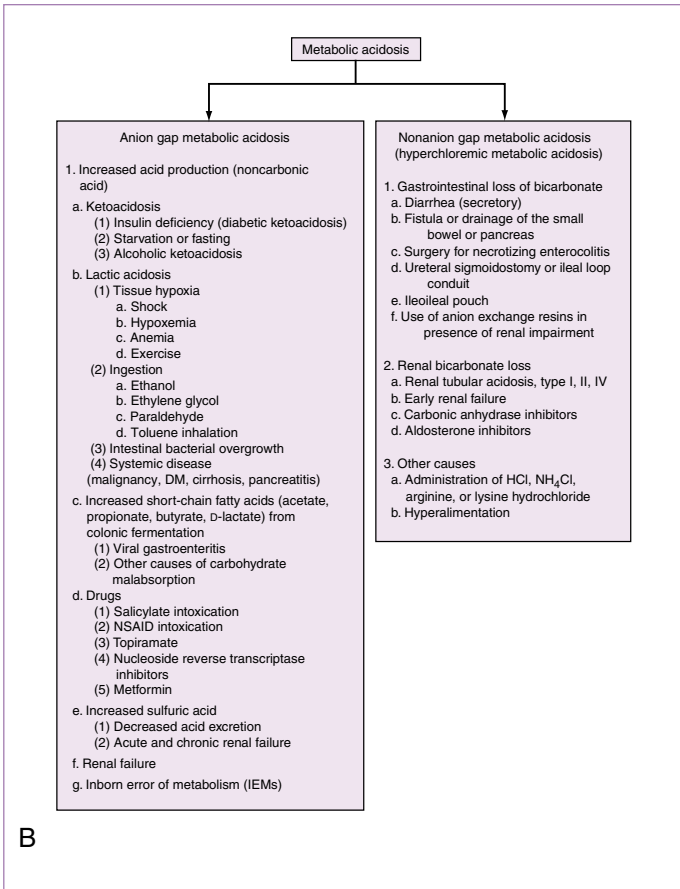 Metabolic acidosis
Anion gap metabolic acidosis
1. Increased acid production (noncarbonic
acid)
a. Ketoacidosis
(1) Insulin deficiency (diabetic ketoacidosis)
(2) Starvation or fasting
(3) Alcoholic ketoacidosis
b. Lactic acidosis
(1) Tissue hypoxia
a. Shock
b. Hypoxemia
c. Anemia
d. Exercise
(2) Ingestion
a. Ethanol
b. Ethylene glycol
c. Paraldehyde
d. Toluene inhalation
(3) Intestinal bacterial overgrowth
(4) Systemic disease
(malignancy, DM, cirrhosis, pancreatitis)
c. Increased short-chain fatty acids (acetate,
propionate, butyrate, D-lactate) from
colonic fermentation
(1) Viral gastroenteritis
(2) Other causes of carbohydrate
malabsorption
d. Drugs
(1) Salicylate intoxication
(2) NSAID intoxication
(3) Topiramate
(4) Nucleoside reverse transcriptase
inhibitors
(5) Metformin
e. Increased sulfuric acid
(1) Decreased acid excretion
(2) Acute and chronic renal failure
f. Renal failure
g. Inborn error of metabolism (IEMs)
Nonanion gap metabolic acidosis
(hyperchloremic metabolic acidosis)
1. Gastrointestinal loss of bicarbonate
a. Diarrhea (secretory)
b. Fistula or drainage of the small
bowel or pancreas
c. Surgery for necrotizing enterocolitis
d. Ureteral sigmoidostomy or ileal loop
conduit
e. Ileoileal pouch
f. Use of anion exchange resins in
presence of renal impairment
2. Renal bicarbonate loss
a. Renal tubular acidosis, type I, II, IV
b. Early renal failure
c. Carbonic anhydrase inhibitors
d. Aldosterone inhibitors
3. Other causes
a. Administration of HCl, NH₄Cl,
arginine, or lysine hydrochloride
b. Hyperalimentation
B